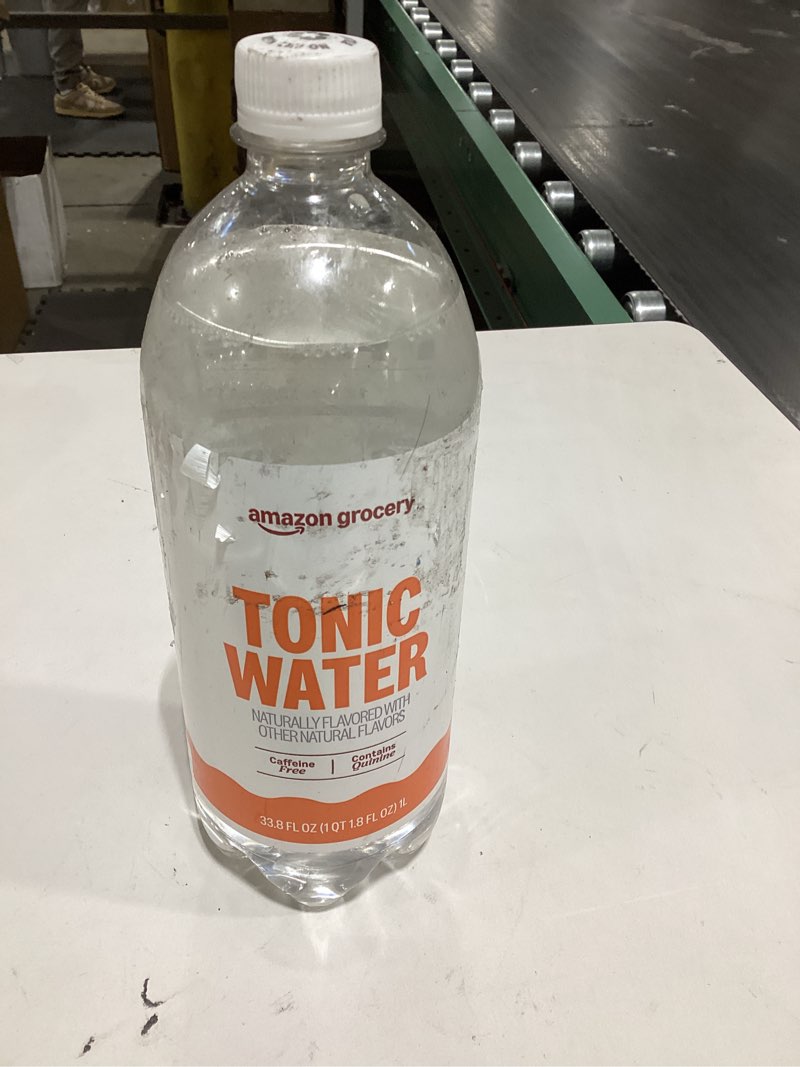 amazon grocery
TONIC
WATER
NATURALLY FLAVORED WITH
OTHER NATURAL FLAVORS
Caffeine
Free
Contains
Quinine
33.8 FL OZ (1 QT 1.8 FL OZ) 1L